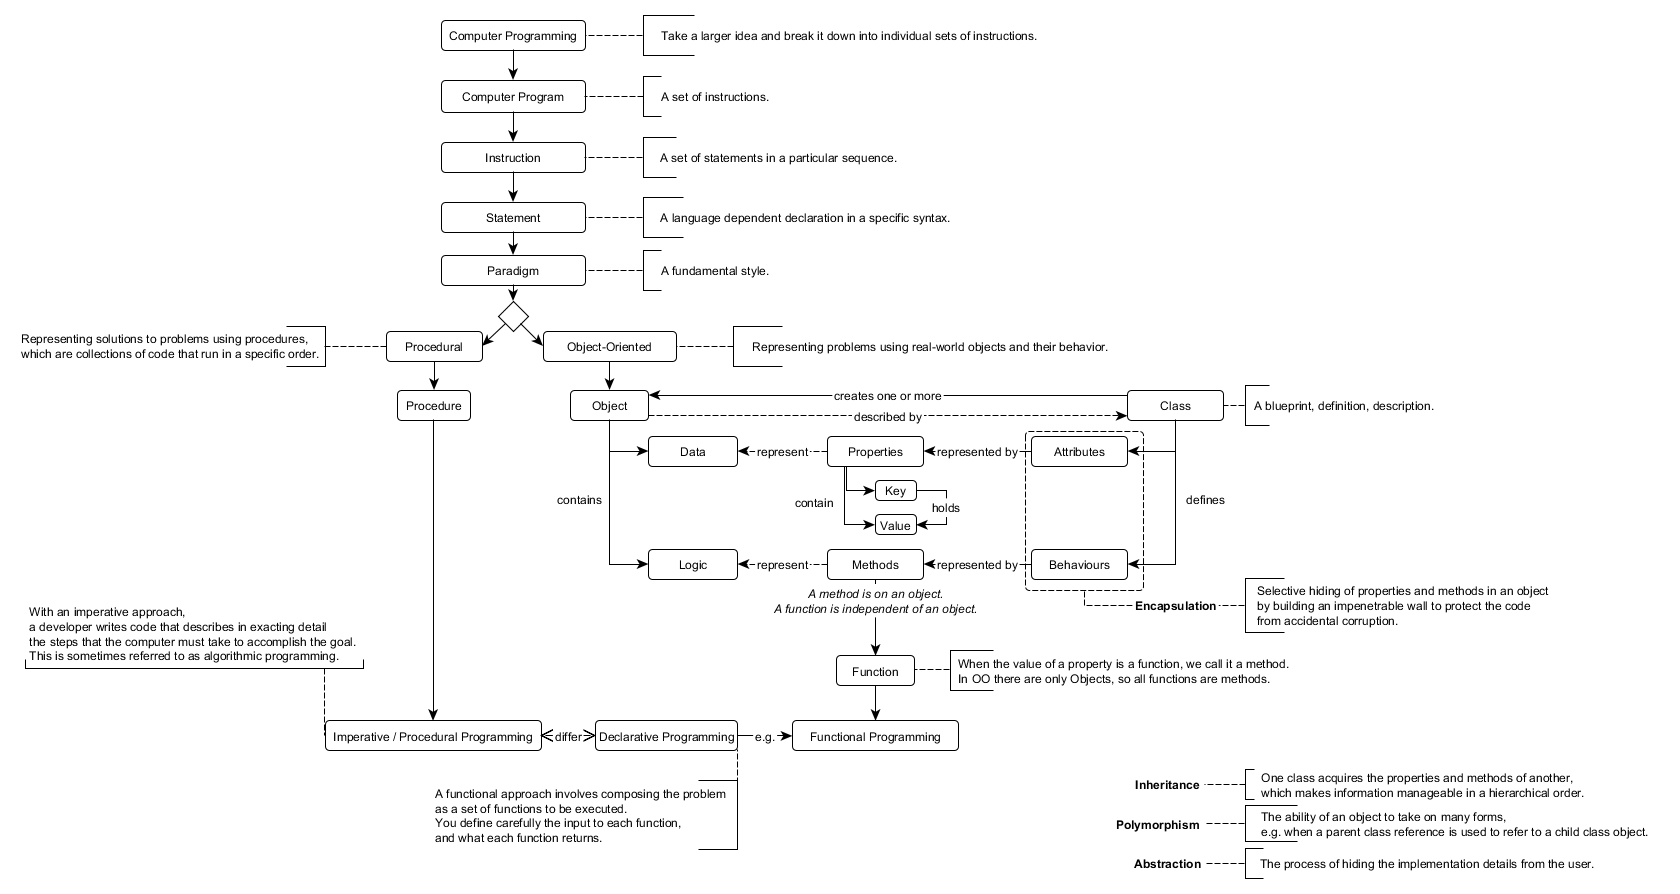 Computer Programming
Take a larger idea and break it down into individual sets of instructions.
Computer Program
A set of instructions.
Instruction
A set of statements in a particular sequence.
Statement
A language dependent declaration in a specific syntax.
Paradigm
A fundamental style.
Representing solutions to problems using procedures,
which are collections of code that run in a specific order.
Procedural
Object-Oriented
Representing problems using real-world objects and their behavior.
Procedure
Object
creates one or more
described by
Class
A blueprint, definition, description.
Data
represent
Properties
represented by
Attributes
contains
contain
Key
holds
Value
defines
Logic
represent
Methods
represented by
Behaviours
A method is on an object.
A function is independent of an object.
Encapsulation
Selective hiding of properties and methods in an object
by building an impenetrable wall to protect the code
from accidental corruption.
With an imperative approach,
a developer writes code that describes in exacting detail
the steps that the computer must take to accomplish the goal.
This is sometimes referred to as algorithmic programming.
Function
When the value of a property is a function, we call it a method.
In OO there are only Objects, so all functions are methods.
Imperative / Procedural Programming
differ
Declarative Programming
e.g.
Functional Programming
A functional approach involves composing the problem
as a set of functions to be executed.
You define carefully the input to each function,
and what each function returns.
Inheritance
One class acquires the properties and methods of another,
which makes information manageable in a hierarchical order.
Polymorphism
The ability of an object to take on many forms,
e.g. when a parent class reference is used to refer to a child class object.
Abstraction
The process of hiding the implementation details from the user.